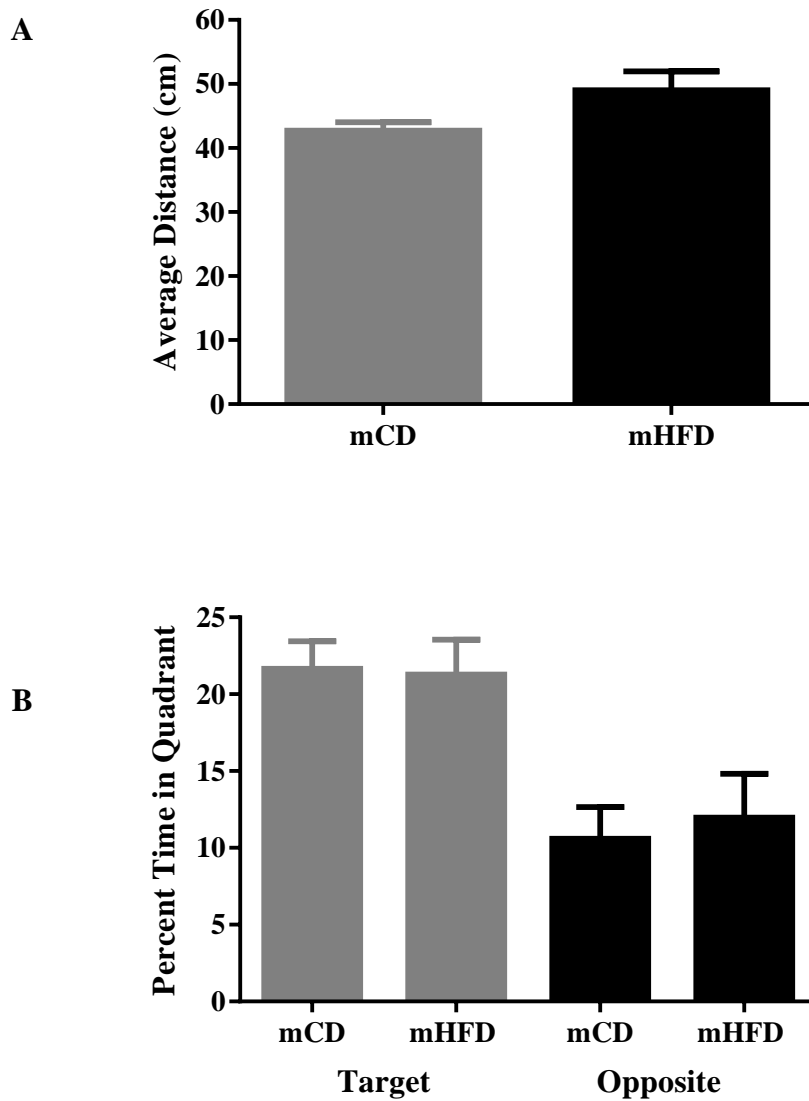 A
Average Distance (cm)
60
50
40
30
20
10
0
mCD mHFD
B
Percent Time in Quadrant
25
20
15
10
5
0
mCD mHFD mCD mHFD
Target Opposite